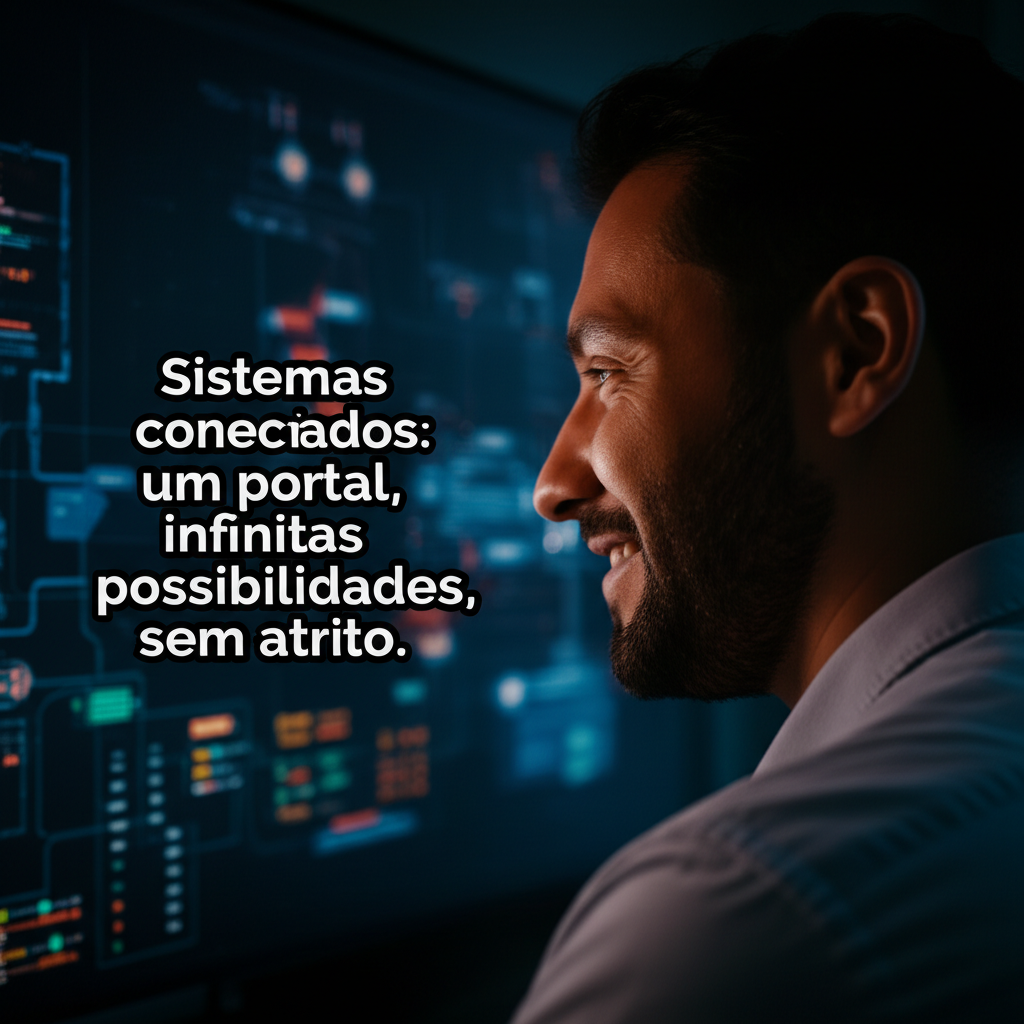 Sistemas
coneciados:
um portal,
infinitas
possibilidades,
sem atrito.